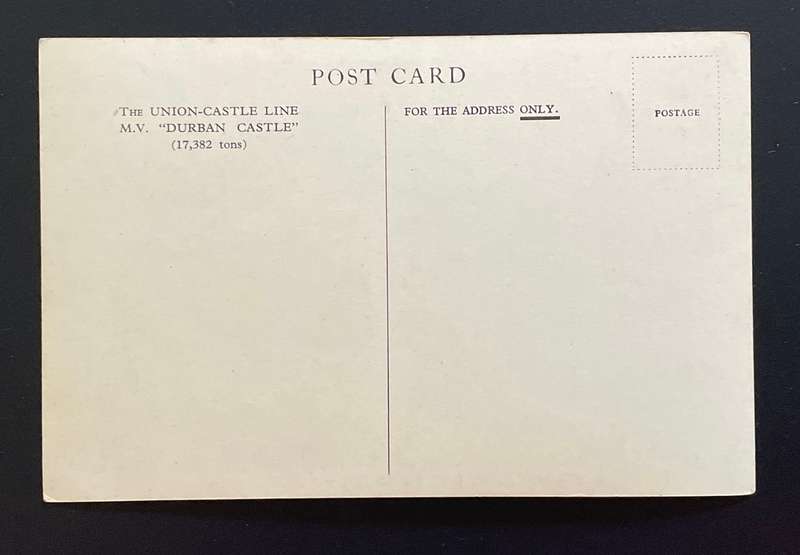 POST CARD
The UNION-CASTLE LINE
M.V. “DURBAN CASTLE”
(17,382 tons)
FOR THE ADDRESS ONLY.
POSTAGE